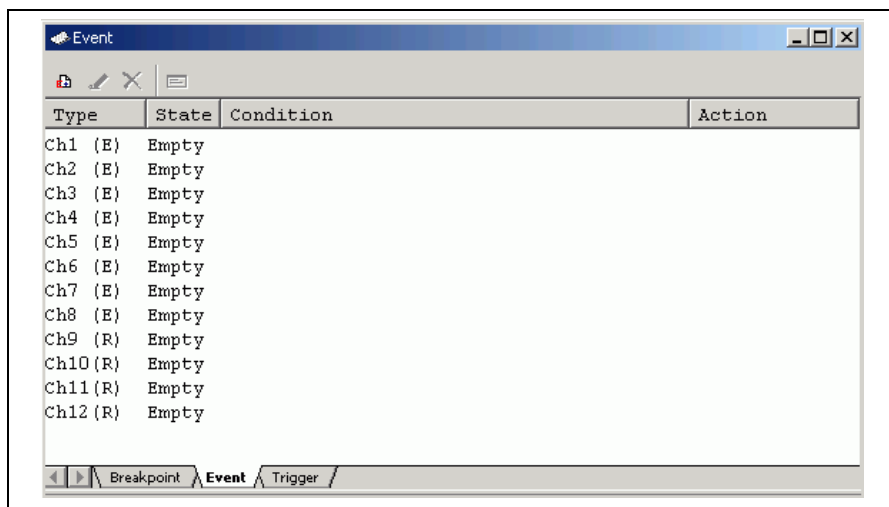 Event
Type State Condition Action
Ch1 (E) Empty
Ch2 (E) Empty
Ch3 (E) Empty
Ch4 (E) Empty
Ch5 (E) Empty
Ch6 (E) Empty
Ch7 (E) Empty
Ch8 (E) Empty
Ch9 (R) Empty
Ch10(R) Empty
Ch11(R) Empty
Ch12(R) Empty
Breakpoint Event Trigger